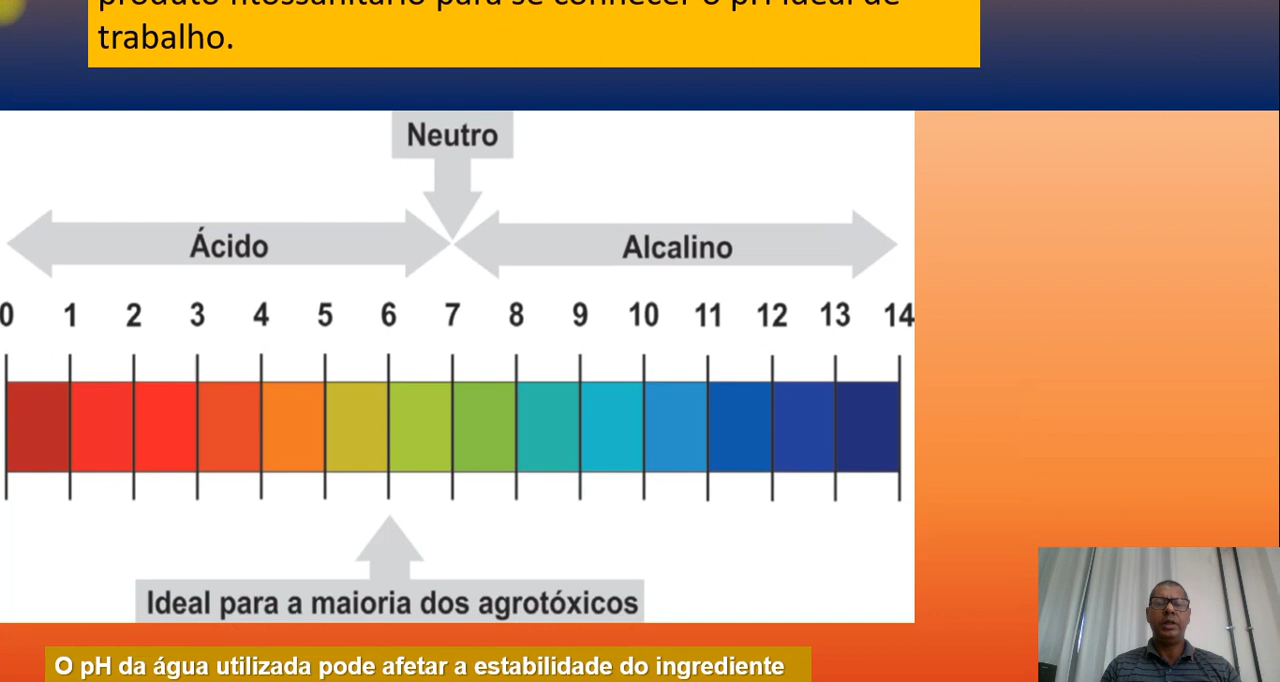 produto fitossanitário para se conhecer o pH ideal de
trabalho.
Neutro
Ácido
Alcalino
0 1 2 3 4 5 6 7 8 9 10 11 12 13 14
Ideal para a maioria dos agrotóxicos
O pH da água utilizada pode afetar a estabilidade do ingrediente